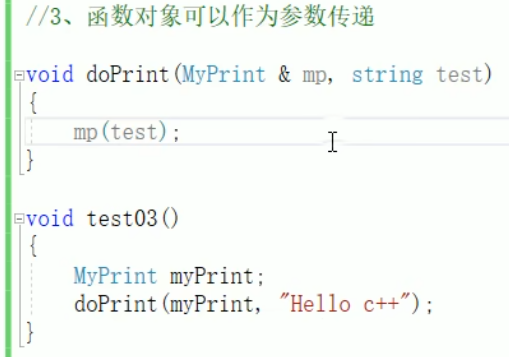 //3、函数对象可以作为参数传递
void doPrint(MyPrint & mp, string test)
{
mp(test);
}
void test03()
{
MyPrint myPrint;
doPrint(myPrint, "Hello c++");
}